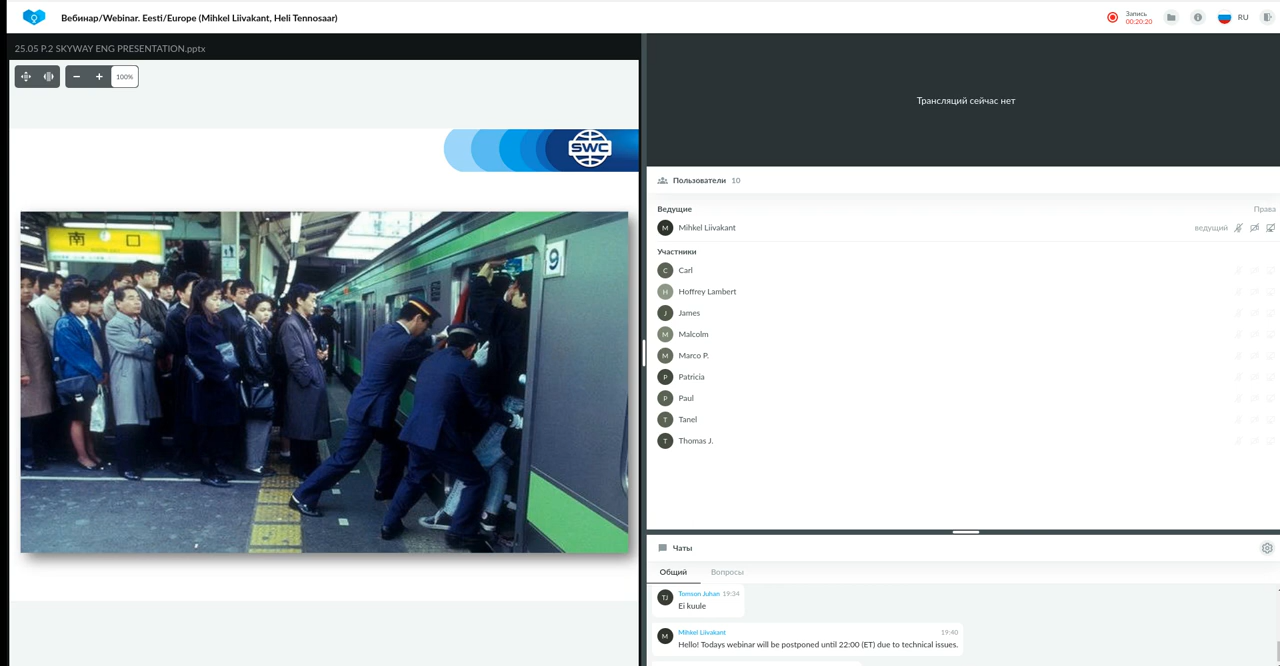 Вебинар/Webinar. Eesti/Europe (Mihkel Liivakant, Heli Tennosaar)
Запись
00:20:20
RU
25.05 P.2 SKYWAY ENG PRESENTATION.pptx
100%
SWC
南 口
9
Трансляций сейчас нет
Пользователи 10
Ведущие Права
M Mihkel Liivakant ведущий
Участники
C Carl
H Hoffrey Lambert
J James
M Malcolm
M Marco P.
P Patricia
P Paul
T Tanel
T Thomas J.
Чаты
Общий Вопросы
TJ Tomson Juhan 19:34
Ei kuule
M Mihkel Liivakant 19:40
Hello! Todays webinar will be postponed until 22:00 (ET) due to technical issues.